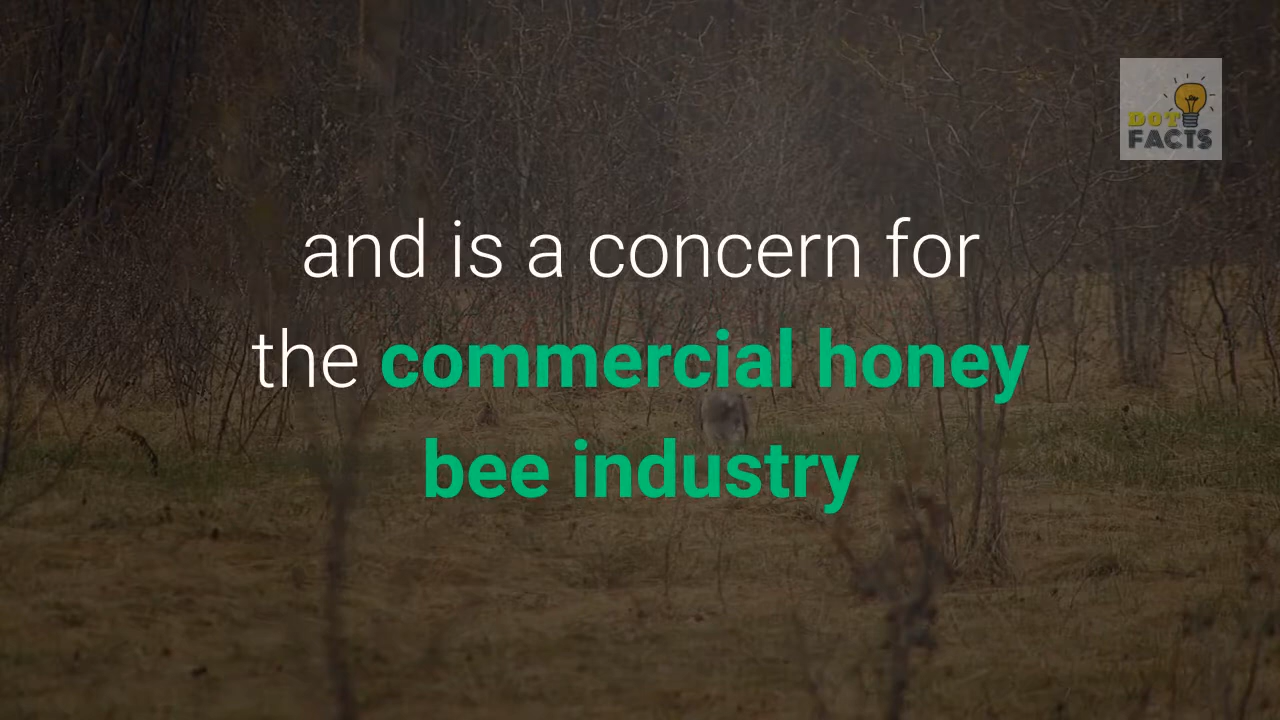 DOT
FACTS
and is a concern for
the commercial honey
bee industry